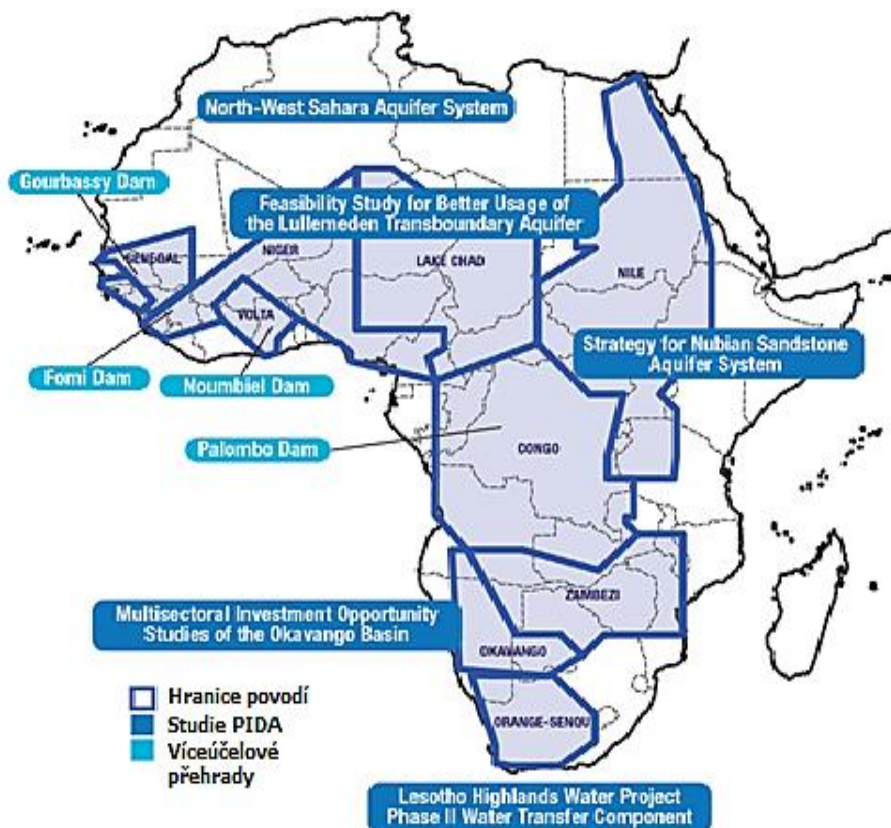 North-West Sahara Aquifer System
Gourbassy Dam
Feasibility Study for Better Usage of
the Lullemeden Transboundary Aquifer
SENEGAL
NIGER
LAKE CHAD
NILE
VOLTA
Strategy for Nubian Sandstone
Aquifer System
Fomi Dam
Noumbiel Dam
Palombo Dam
CONGO
ZAMBEZI
Multisectoral Investment Opportunity
Studies of the Okavango Basin
OKAVANGO
ORANGE-SENOU
Hranice povodí
Studie PIDA
Víceúčelové
přehrady
Lesotho Highlands Water Project
Phase II Water Transfer Component